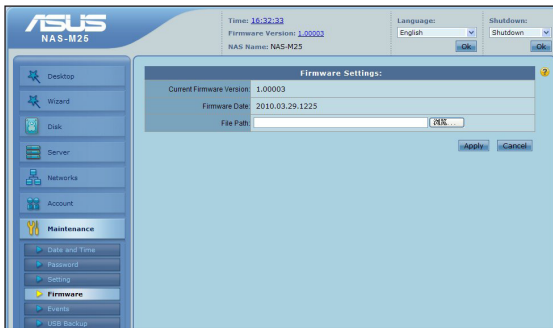 ASUS
NAS-M25
Time: 16:32:33
Firmware Version: 1.00003
NAS Name: NAS-M25
Language:
English
Ok
Shutdown:
Shutdown
Ok
Desktop
Wizard
Disk
Server
Networks
Account
Maintenance
Date and Time
Password
Setting
Firmware
Events
USB Backup
Firmware Settings:
?
Current Firmware Version: 1.00003
Firmware Date: 2010.03.29.1225
File Path:
Apply
Cancel